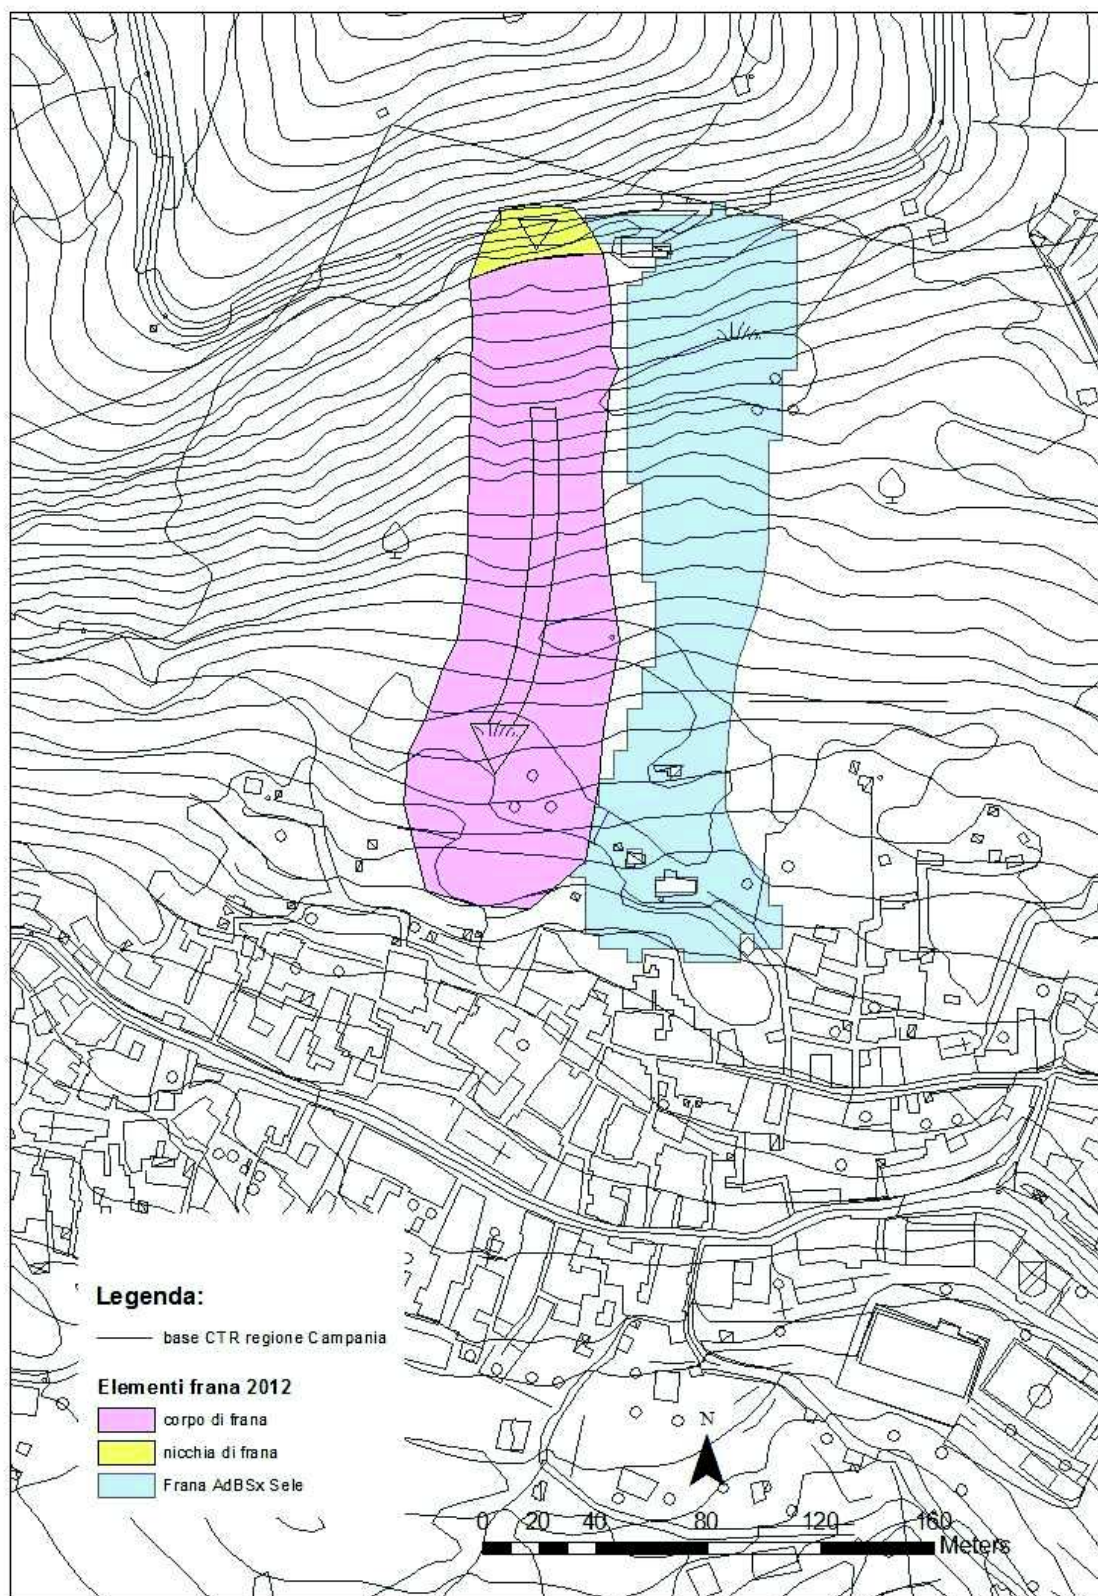 Legenda:
base CTR regione Campania
Elementi frana 2012
corpo di frana
nicchia di frana
Frana AdBSx Sele
N
0 20 40 80 120 160
Meters